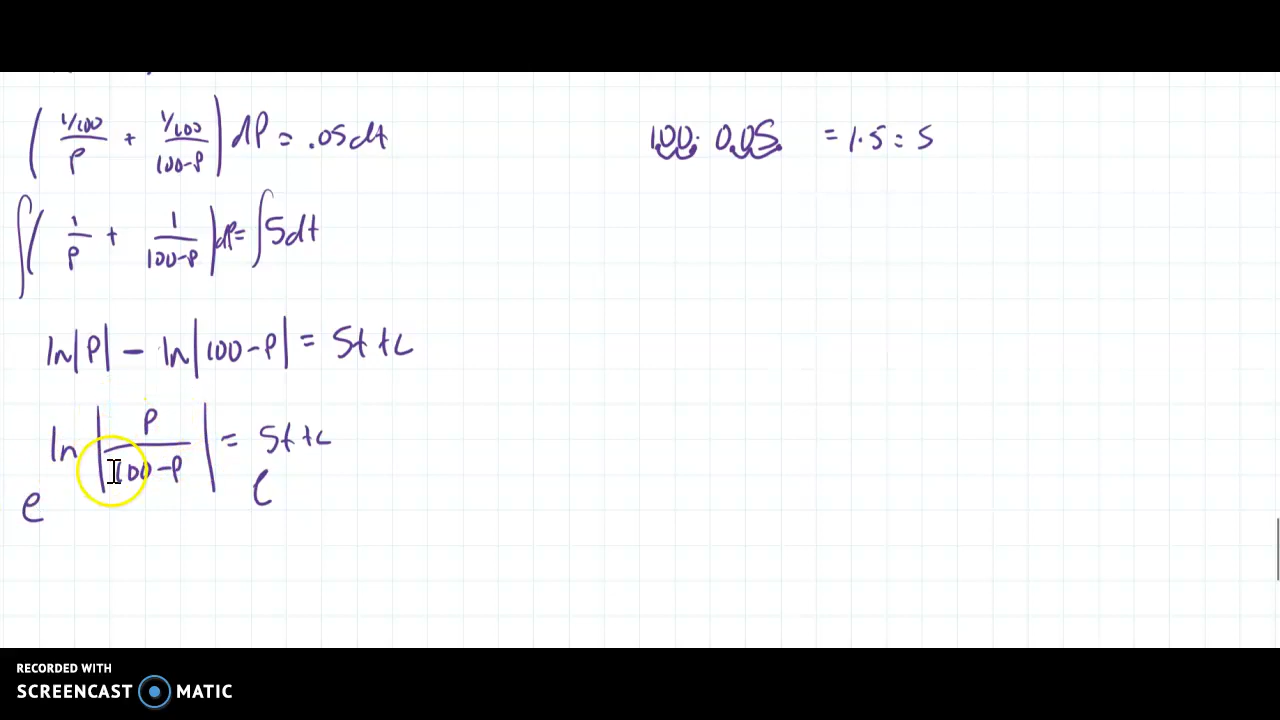 ( 1/100 / P + 1/100 / 100-P ) dP = .05dt
100 · 0.05 = 1·5 = 5
∫( 1/P + 1/100-P ) dP = ∫5dt
ln|P| - ln|100-P| = 5t+c
ln| P/100-P | = 5t+c
e
RECORDED WITH
SCREENCAST MATIC